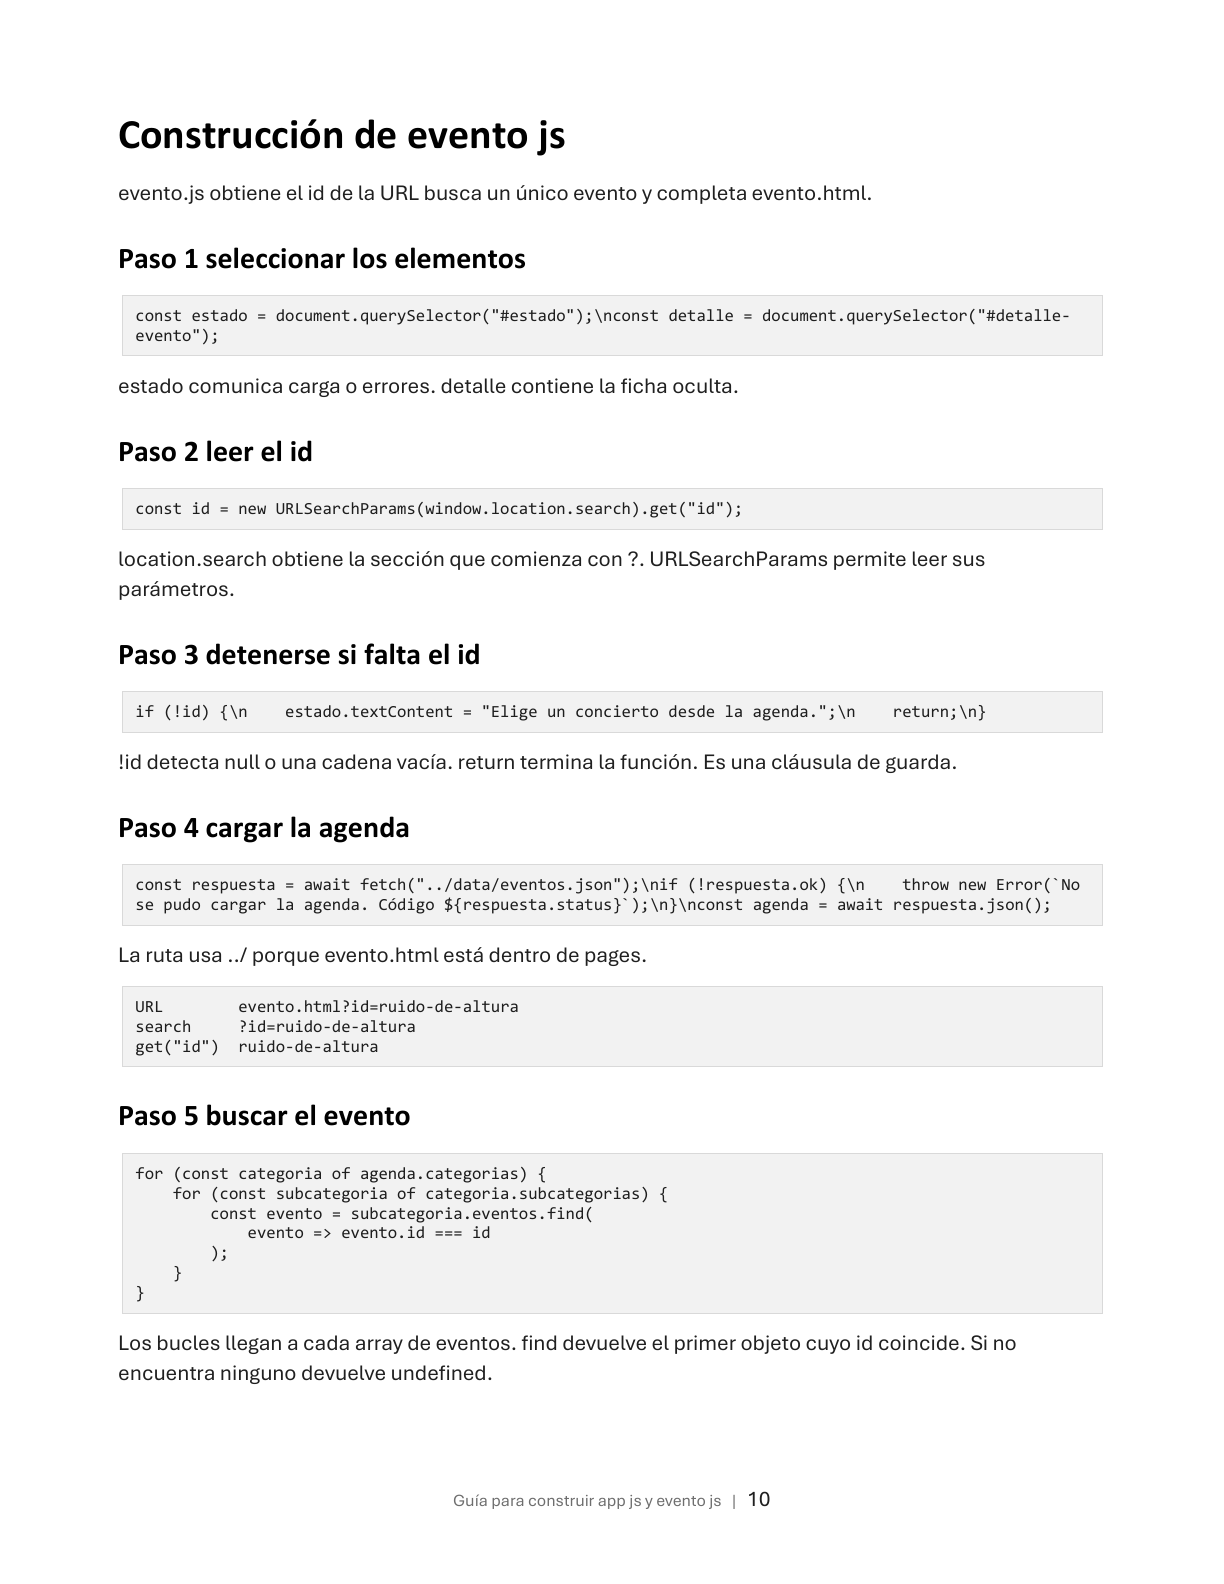 Construcción de evento js
evento.js obtiene el id de la URL busca un único evento y completa evento.html.
Paso 1 seleccionar los elementos
const estado = document.querySelector("#estado");\nconst detalle = document.querySelector("#detalle-
evento");
estado comunica carga o errores. detalle contiene la ficha oculta.
Paso 2 leer el id
const id = new URLSearchParams(window.location.search).get("id");
location.search obtiene la sección que comienza con ?. URLSearchParams permite leer sus
parámetros.
Paso 3 detenerse si falta el id
if (!id) {\n    estado.textContent = "Elige un concierto desde la agenda.";\n    return;\n}
!id detecta null o una cadena vacía. return termina la función. Es una cláusula de guarda.
Paso 4 cargar la agenda
const respuesta = await fetch("../data/eventos.json");\nif (!respuesta.ok) {\n    throw new Error(`No
se pudo cargar la agenda. Código ${respuesta.status}`);\n}\nconst agenda = await respuesta.json();
La ruta usa ../ porque evento.html está dentro de pages.
URL        evento.html?id=ruido-de-altura
search     ?id=ruido-de-altura
get("id")  ruido-de-altura
Paso 5 buscar el evento
for (const categoria of agenda.categorias) {
    for (const subcategoria of categoria.subcategorias) {
        const evento = subcategoria.eventos.find(
            evento => evento.id === id
        );
    }
}
Los bucles llegan a cada array de eventos. find devuelve el primer objeto cuyo id coincide. Si no
encuentra ninguno devuelve undefined.
Guía para construir app js y evento js | 10